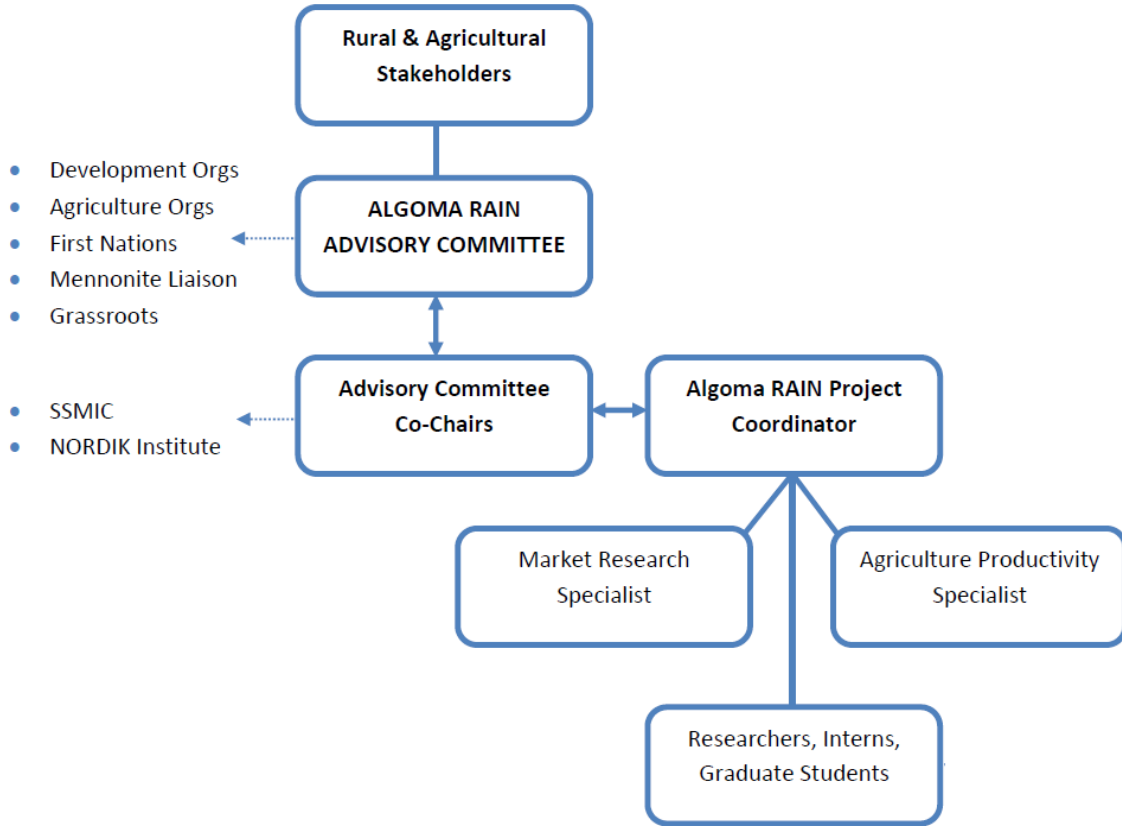 Rural & Agricultural
Stakeholders
● Development Orgs
● Agriculture Orgs
● First Nations
● Mennonite Liaison
● Grassroots
ALGOMA RAIN
ADVISORY COMMITTEE
● SSMIC
● NORDIK Institute
Advisory Committee
Co-Chairs
Algoma RAIN Project
Coordinator
Market Research
Specialist
Agriculture Productivity
Specialist
Researchers, Interns,
Graduate Students